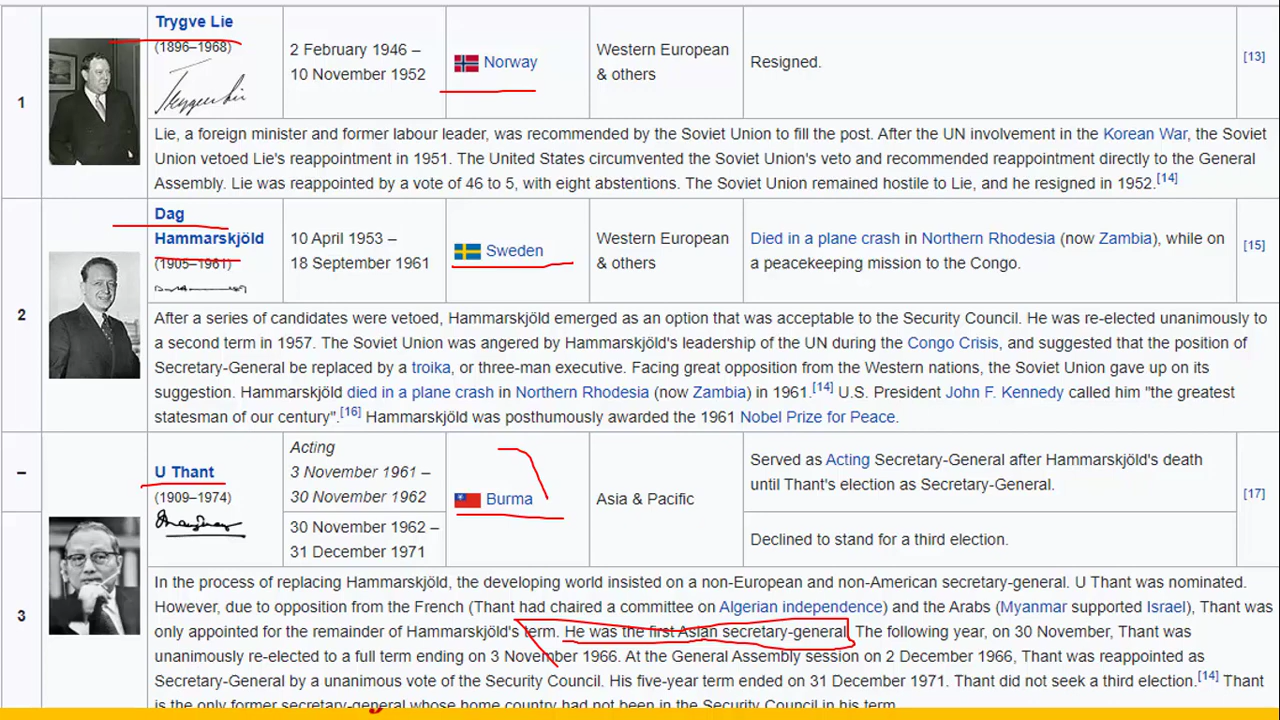 1
Trygve Lie
(1896–1968)
2 February 1946 –
10 November 1952
Norway
Western European
& others
Resigned.
[13]
Lie, a foreign minister and former labour leader, was recommended by the Soviet Union to fill the post. After the UN involvement in the Korean War, the Soviet
Union vetoed Lie's reappointment in 1951. The United States circumvented the Soviet Union's veto and recommended reappointment directly to the General
Assembly. Lie was reappointed by a vote of 46 to 5, with eight abstentions. The Soviet Union remained hostile to Lie, and he resigned in 1952.[14]
2
Dag
Hammarskjöld
(1905–1961)
10 April 1953 –
18 September 1961
Sweden
Western European
& others
Died in a plane crash in Northern Rhodesia (now Zambia), while on
a peacekeeping mission to the Congo.
[15]
After a series of candidates were vetoed, Hammarskjöld emerged as an option that was acceptable to the Security Council. He was re-elected unanimously to
a second term in 1957. The Soviet Union was angered by Hammarskjöld's leadership of the UN during the Congo Crisis, and suggested that the position of
Secretary-General be replaced by a troika, or three-man executive. Facing great opposition from the Western nations, the Soviet Union gave up on its
suggestion. Hammarskjöld died in a plane crash in Northern Rhodesia (now Zambia) in 1961.[14] U.S. President John F. Kennedy called him "the greatest
statesman of our century".[16] Hammarskjöld was posthumously awarded the 1961 Nobel Prize for Peace.
–
U Thant
(1909–1974)
Acting
3 November 1961 –
30 November 1962
Burma
Asia & Pacific
Served as Acting Secretary-General after Hammarskjöld's death
until Thant's election as Secretary-General.
[17]
3
30 November 1962 –
31 December 1971
Declined to stand for a third election.
In the process of replacing Hammarskjöld, the developing world insisted on a non-European and non-American secretary-general. U Thant was nominated.
However, due to opposition from the French (Thant had chaired a committee on Algerian independence) and the Arabs (Myanmar supported Israel), Thant was
only appointed for the remainder of Hammarskjöld's term. He was the first Asian secretary-general. The following year, on 30 November, Thant was
unanimously re-elected to a full term ending on 3 November 1966. At the General Assembly session on 2 December 1966, Thant was reappointed as
Secretary-General by a unanimous vote of the Security Council. His five-year term ended on 31 December 1971. Thant did not seek a third election.[14] Thant
is the only former secretary-general whose home country had not been in the Security Council in his term.